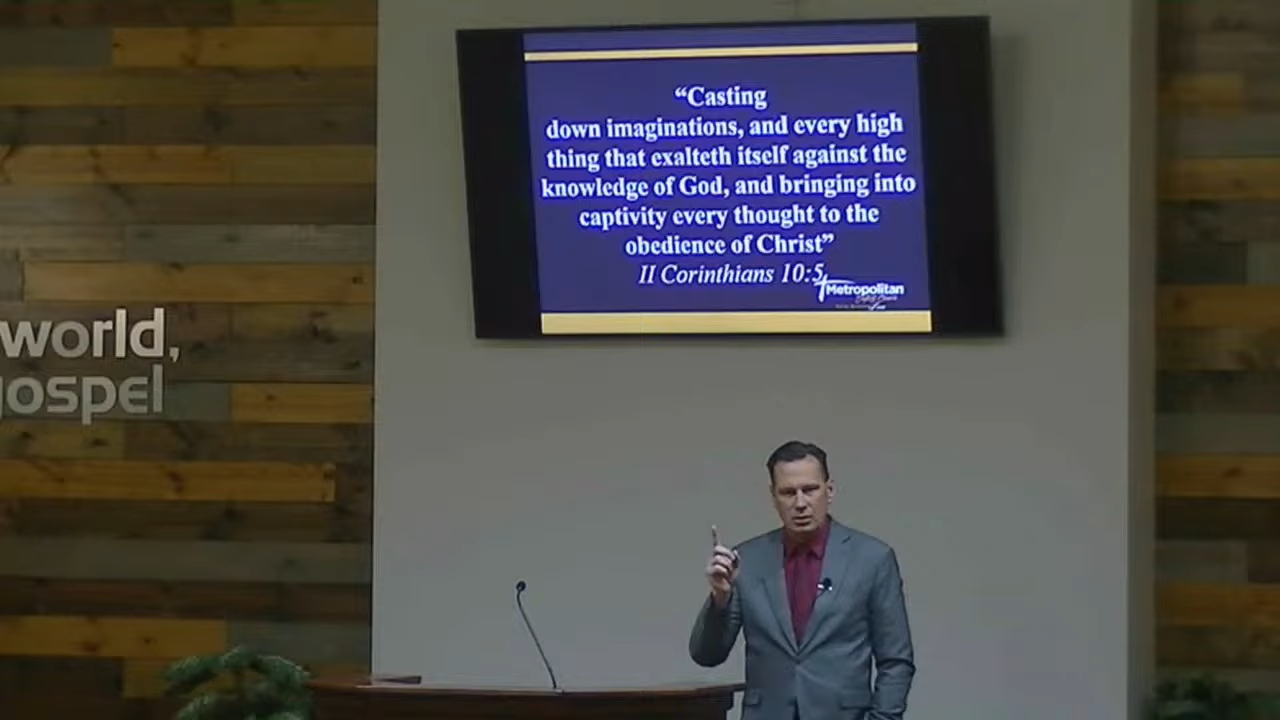 “Casting
down imaginations, and every high
thing that exalteth itself against the
knowledge of God, and bringing into
captivity every thought to the
obedience of Christ”
II Corinthians 10:5
Metropolitan
world,
gospel